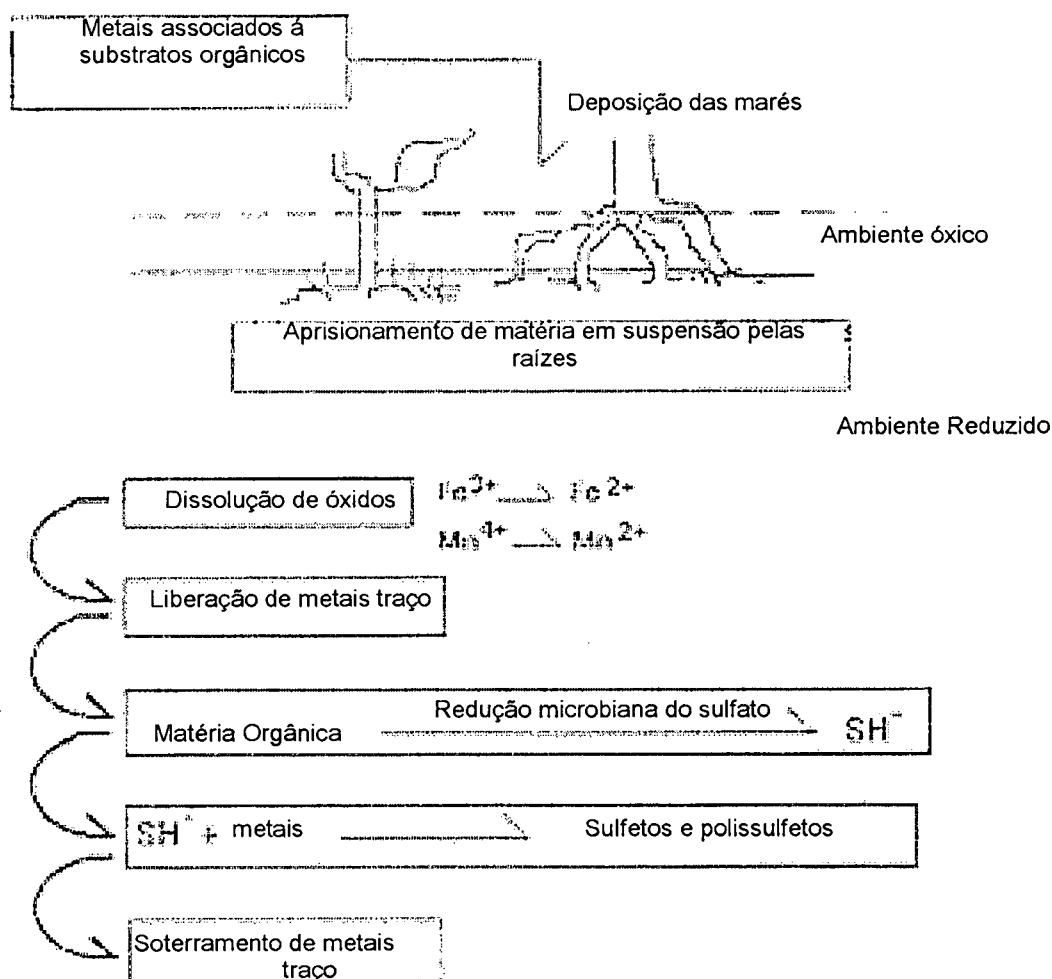 Metais associados á
substratos orgânicos
Deposição das marés
Ambiente óxico
Aprisionamento de matéria em suspensão pelas
raízes
Ambiente Reduzido
Dissolução de óxidos Fe3+ → Fe 2+
Mn4+ → Mn2+
Liberação de metais traço
Matéria Orgânica Redução microbiana do sulfato SH-
SH- + metais Sulfetos e polissulfetos
Soterramento de metais
traço